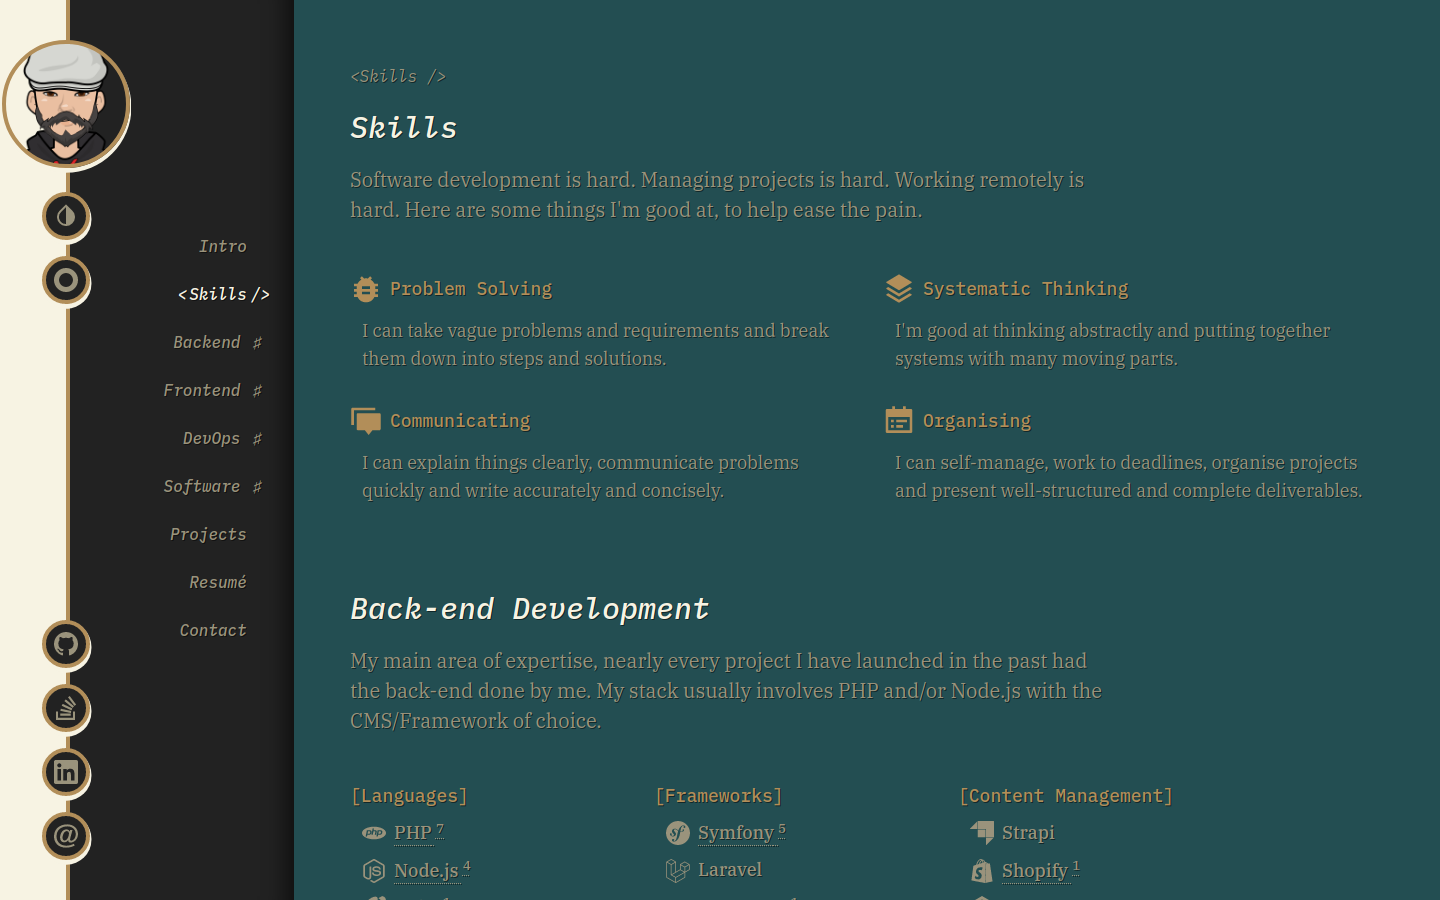 Intro
<Skills/>
Backend ♯
Frontend ♯
DevOps ♯
Software ♯
Projects
Resumé
Contact
in
@
<Skills />
Skills
Software development is hard. Managing projects is hard. Working remotely is
hard. Here are some things I'm good at, to help ease the pain.
Problem Solving
I can take vague problems and requirements and break
them down into steps and solutions.
Systematic Thinking
I'm good at thinking abstractly and putting together
systems with many moving parts.
Communicating
I can explain things clearly, communicate problems
quickly and write accurately and concisely.
Organising
I can self-manage, work to deadlines, organise projects
and present well-structured and complete deliverables.
Back-end Development
My main area of expertise, nearly every project I have launched in the past had
the back-end done by me. My stack usually involves PHP and/or Node.js with the
CMS/Framework of choice.
[Languages]
php PHP 7
JS Node.js 4
[Frameworks]
sf Symfony 5
Laravel
[Content Management]
Strapi
S Shopify 1